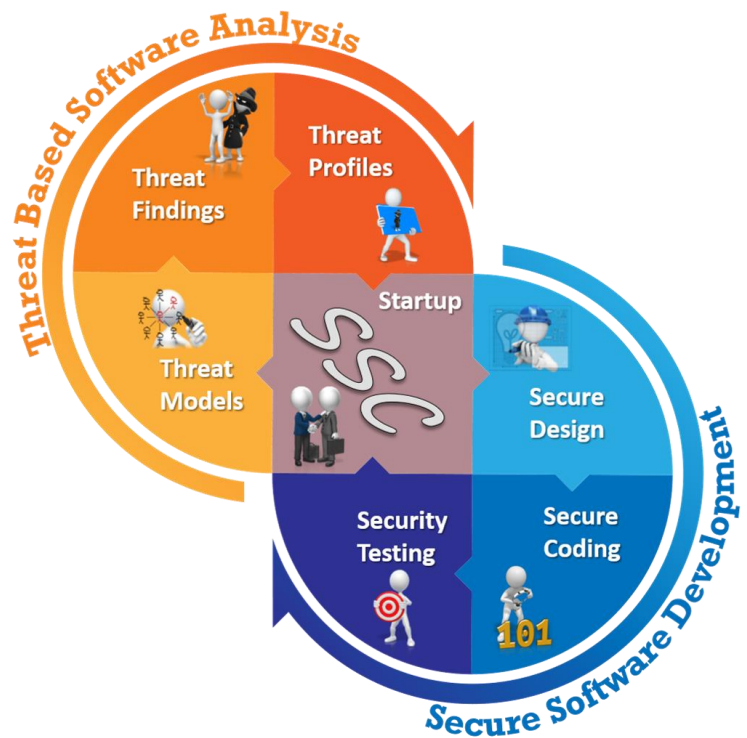 Threat Based Software Analysis
Threat
Profiles
Threat
Findings
Startup
SSC
Threat
Models
Secure
Design
Security
Testing
Secure
Coding
101
Secure Software Development